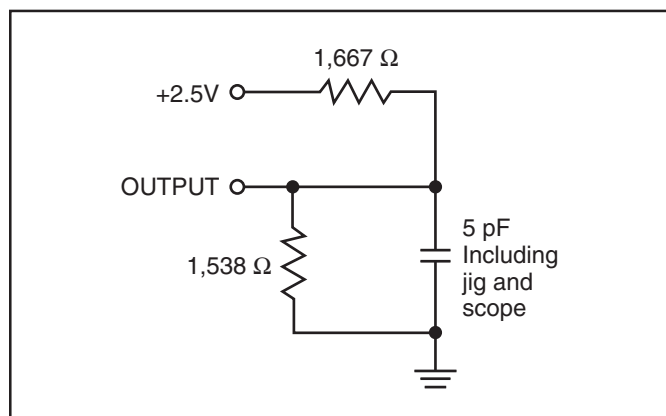 1,667 Ω
+2.5V
OUTPUT
1,538 Ω
5 pF
Including
jig and
scope